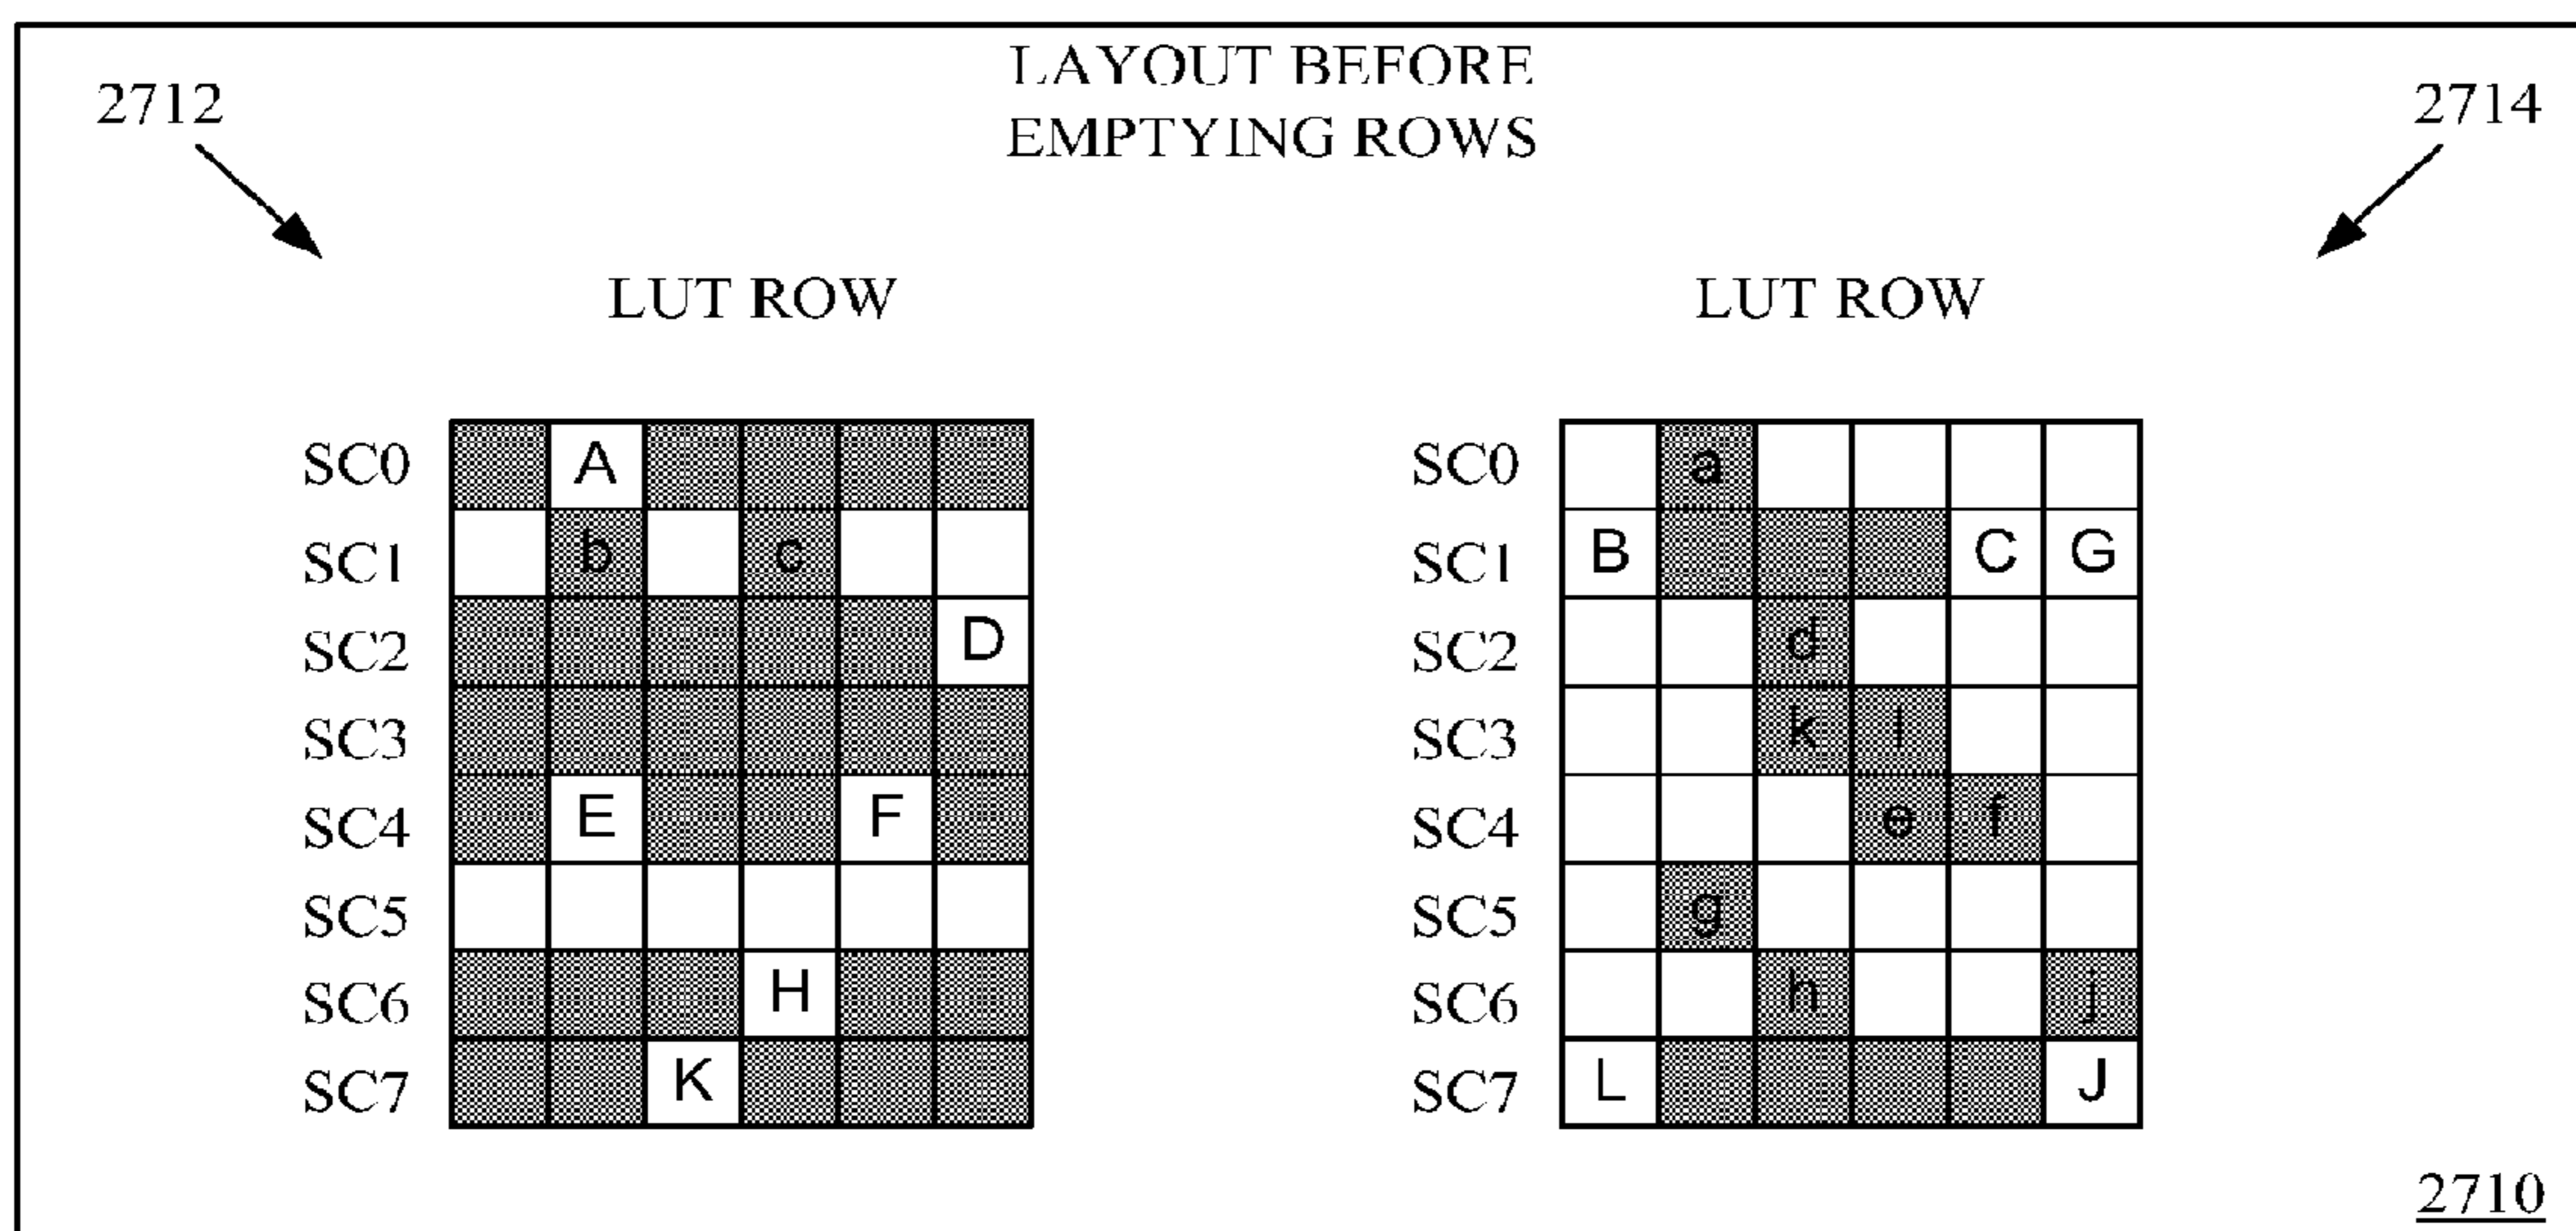 LAYOUT BEFORE
EMPTYING ROWS
2712
2714
LUT ROW
SC0 A
SC1 b c
SC2 D
SC3
SC4 E F
SC5
SC6 H
SC7 K
LUT ROW
SC0 a
SC1 B C G
SC2 d
SC3 k l
SC4 e f
SC5 g
SC6 h j
SC7 L J
2710